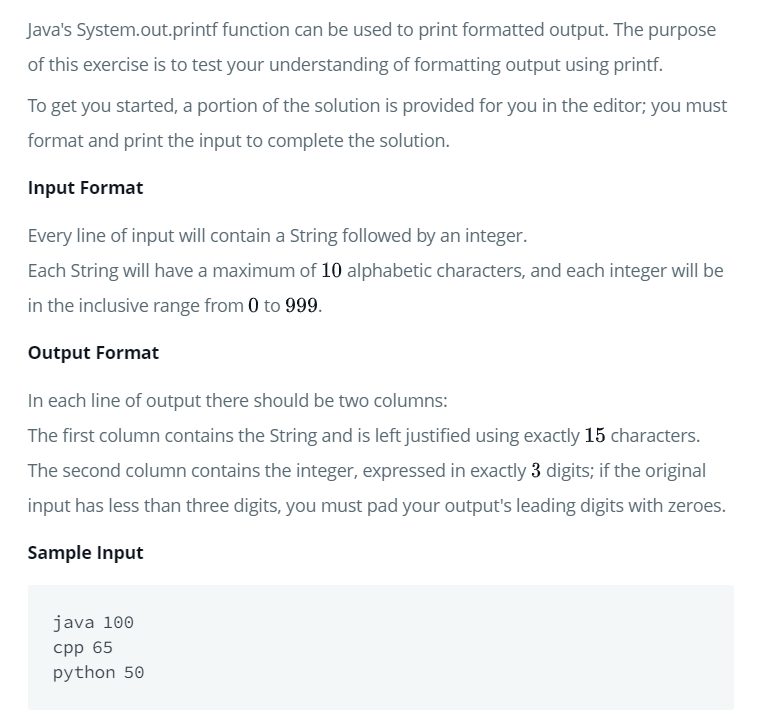 Java's System.out.printf function can be used to print formatted output. The purpose
of this exercise is to test your understanding of formatting output using printf.
To get you started, a portion of the solution is provided for you in the editor; you must
format and print the input to complete the solution.
Input Format
Every line of input will contain a String followed by an integer.
Each String will have a maximum of 10 alphabetic characters, and each integer will be
in the inclusive range from 0 to 999.
Output Format
In each line of output there should be two columns:
The first column contains the String and is left justified using exactly 15 characters.
The second column contains the integer, expressed in exactly 3 digits; if the original
input has less than three digits, you must pad your output's leading digits with zeroes.
Sample Input
java 100
cpp 65
python 50